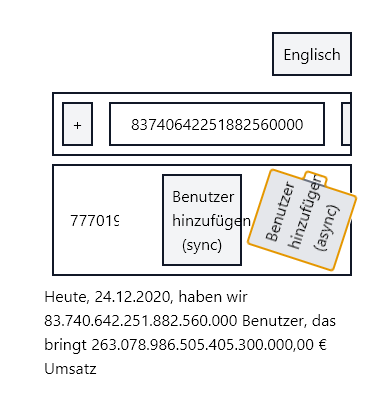 Englisch
+
83740642251882560000
777019
Benutzer
hinzufügen
(sync)
Benutzer
hinzufügen
(async)
Heute, 24.12.2020, haben wir
83.740.642.251.882.560.000 Benutzer, das
bringt 263.078.986.505.405.300.000,00 €
Umsatz